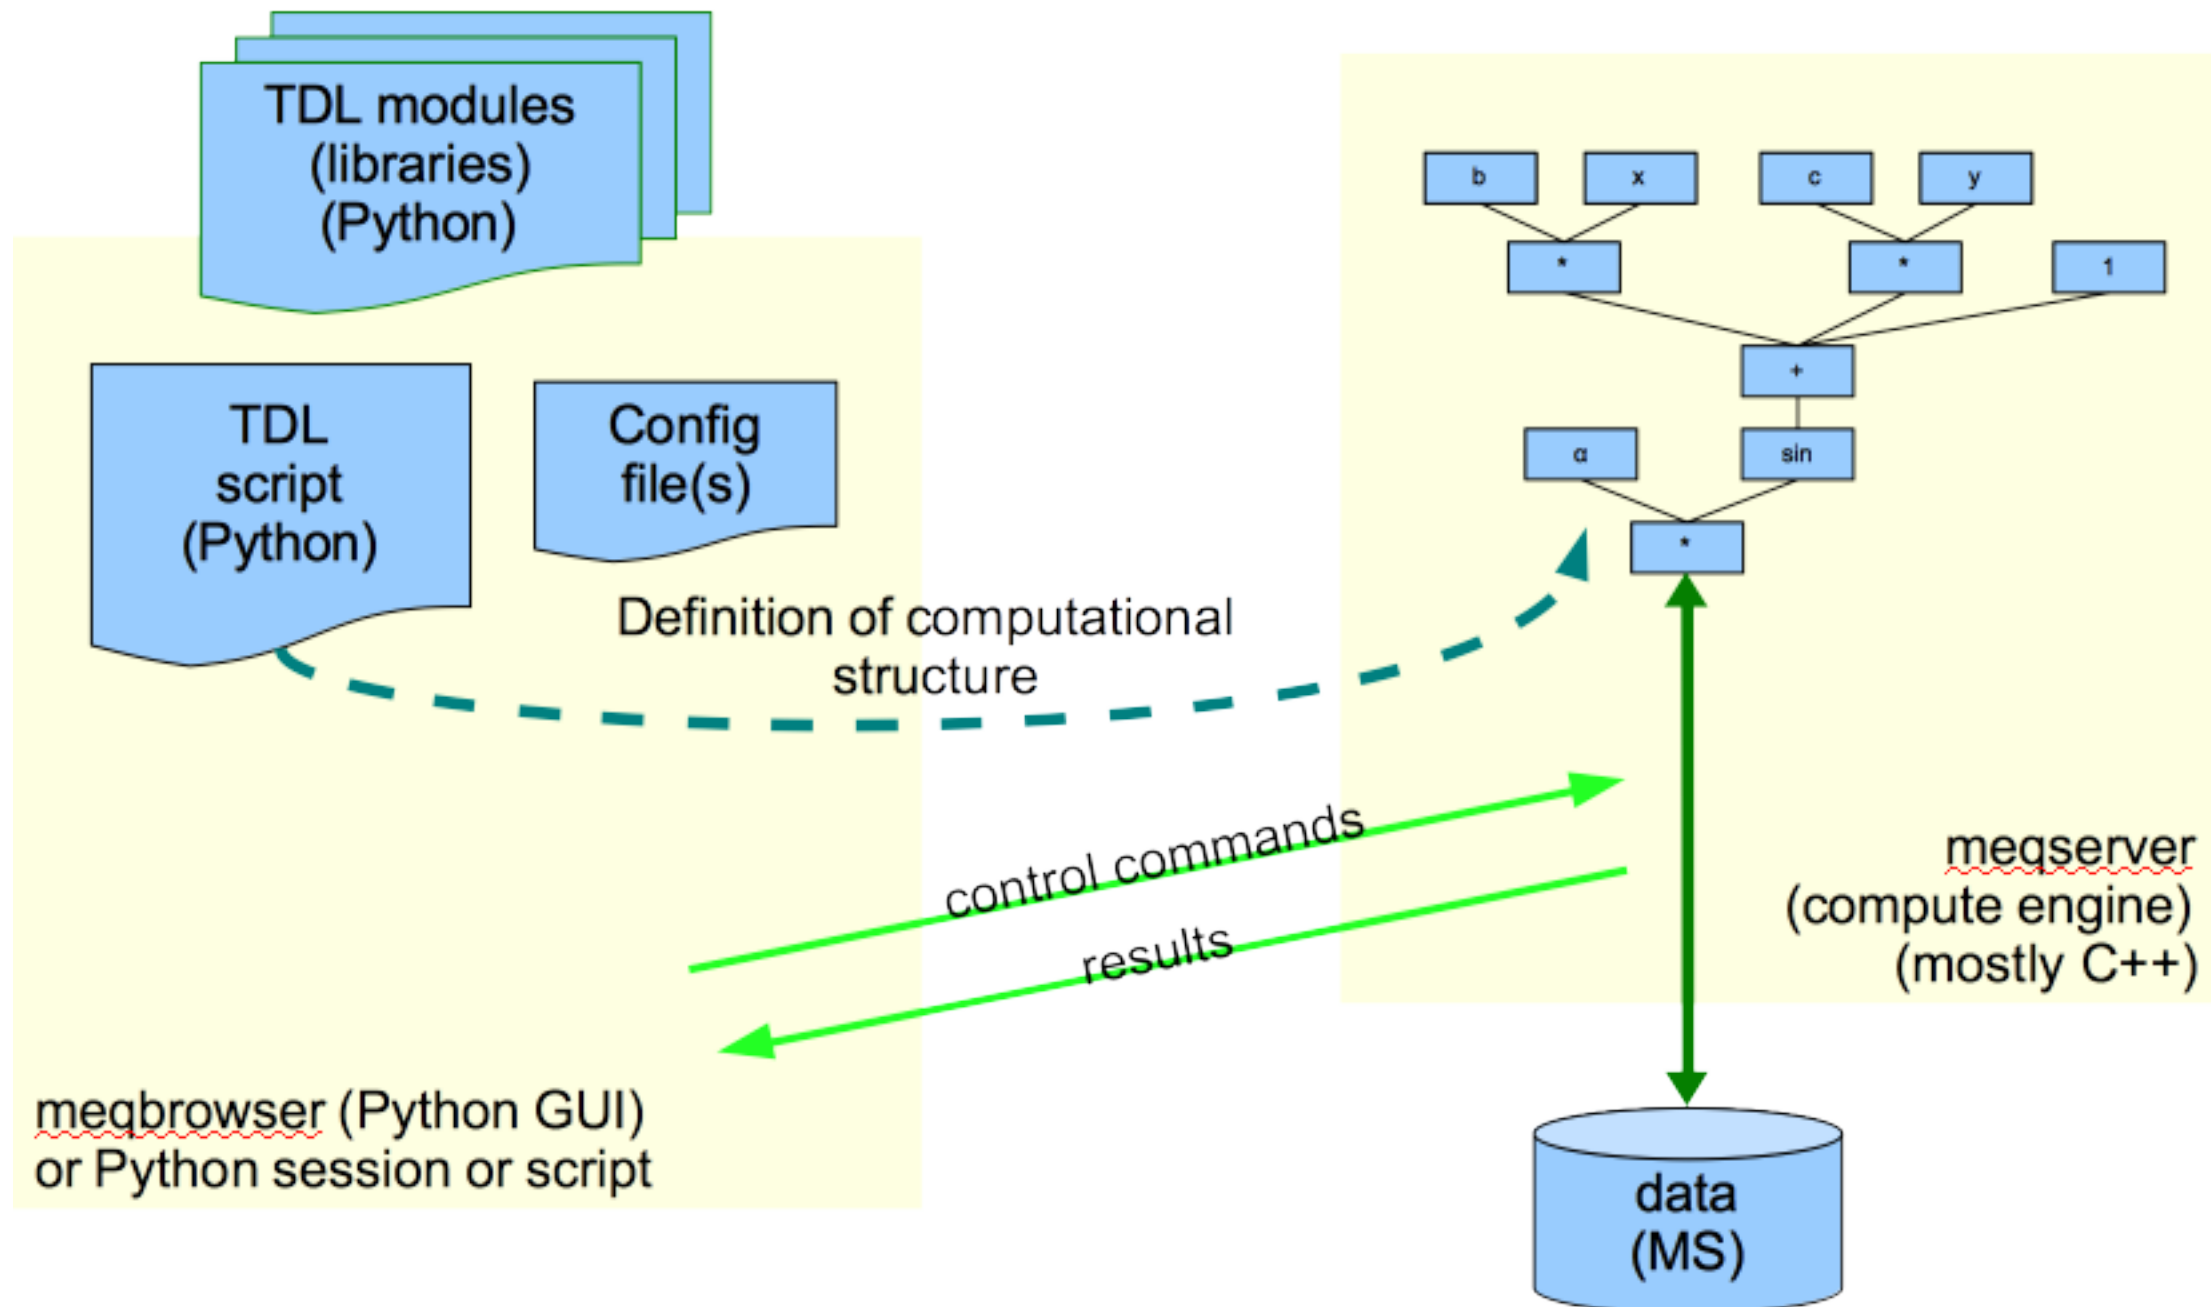 TDL modules
(libraries)
(Python)
TDL
script
(Python)
Config
file(s)
Definition of computational
structure
control commands
results
meqbrowser (Python GUI)
or Python session or script
b
x
c
y
*
*
1
+
α
sin
*
meqserver
(compute engine)
(mostly C++)
data
(MS)